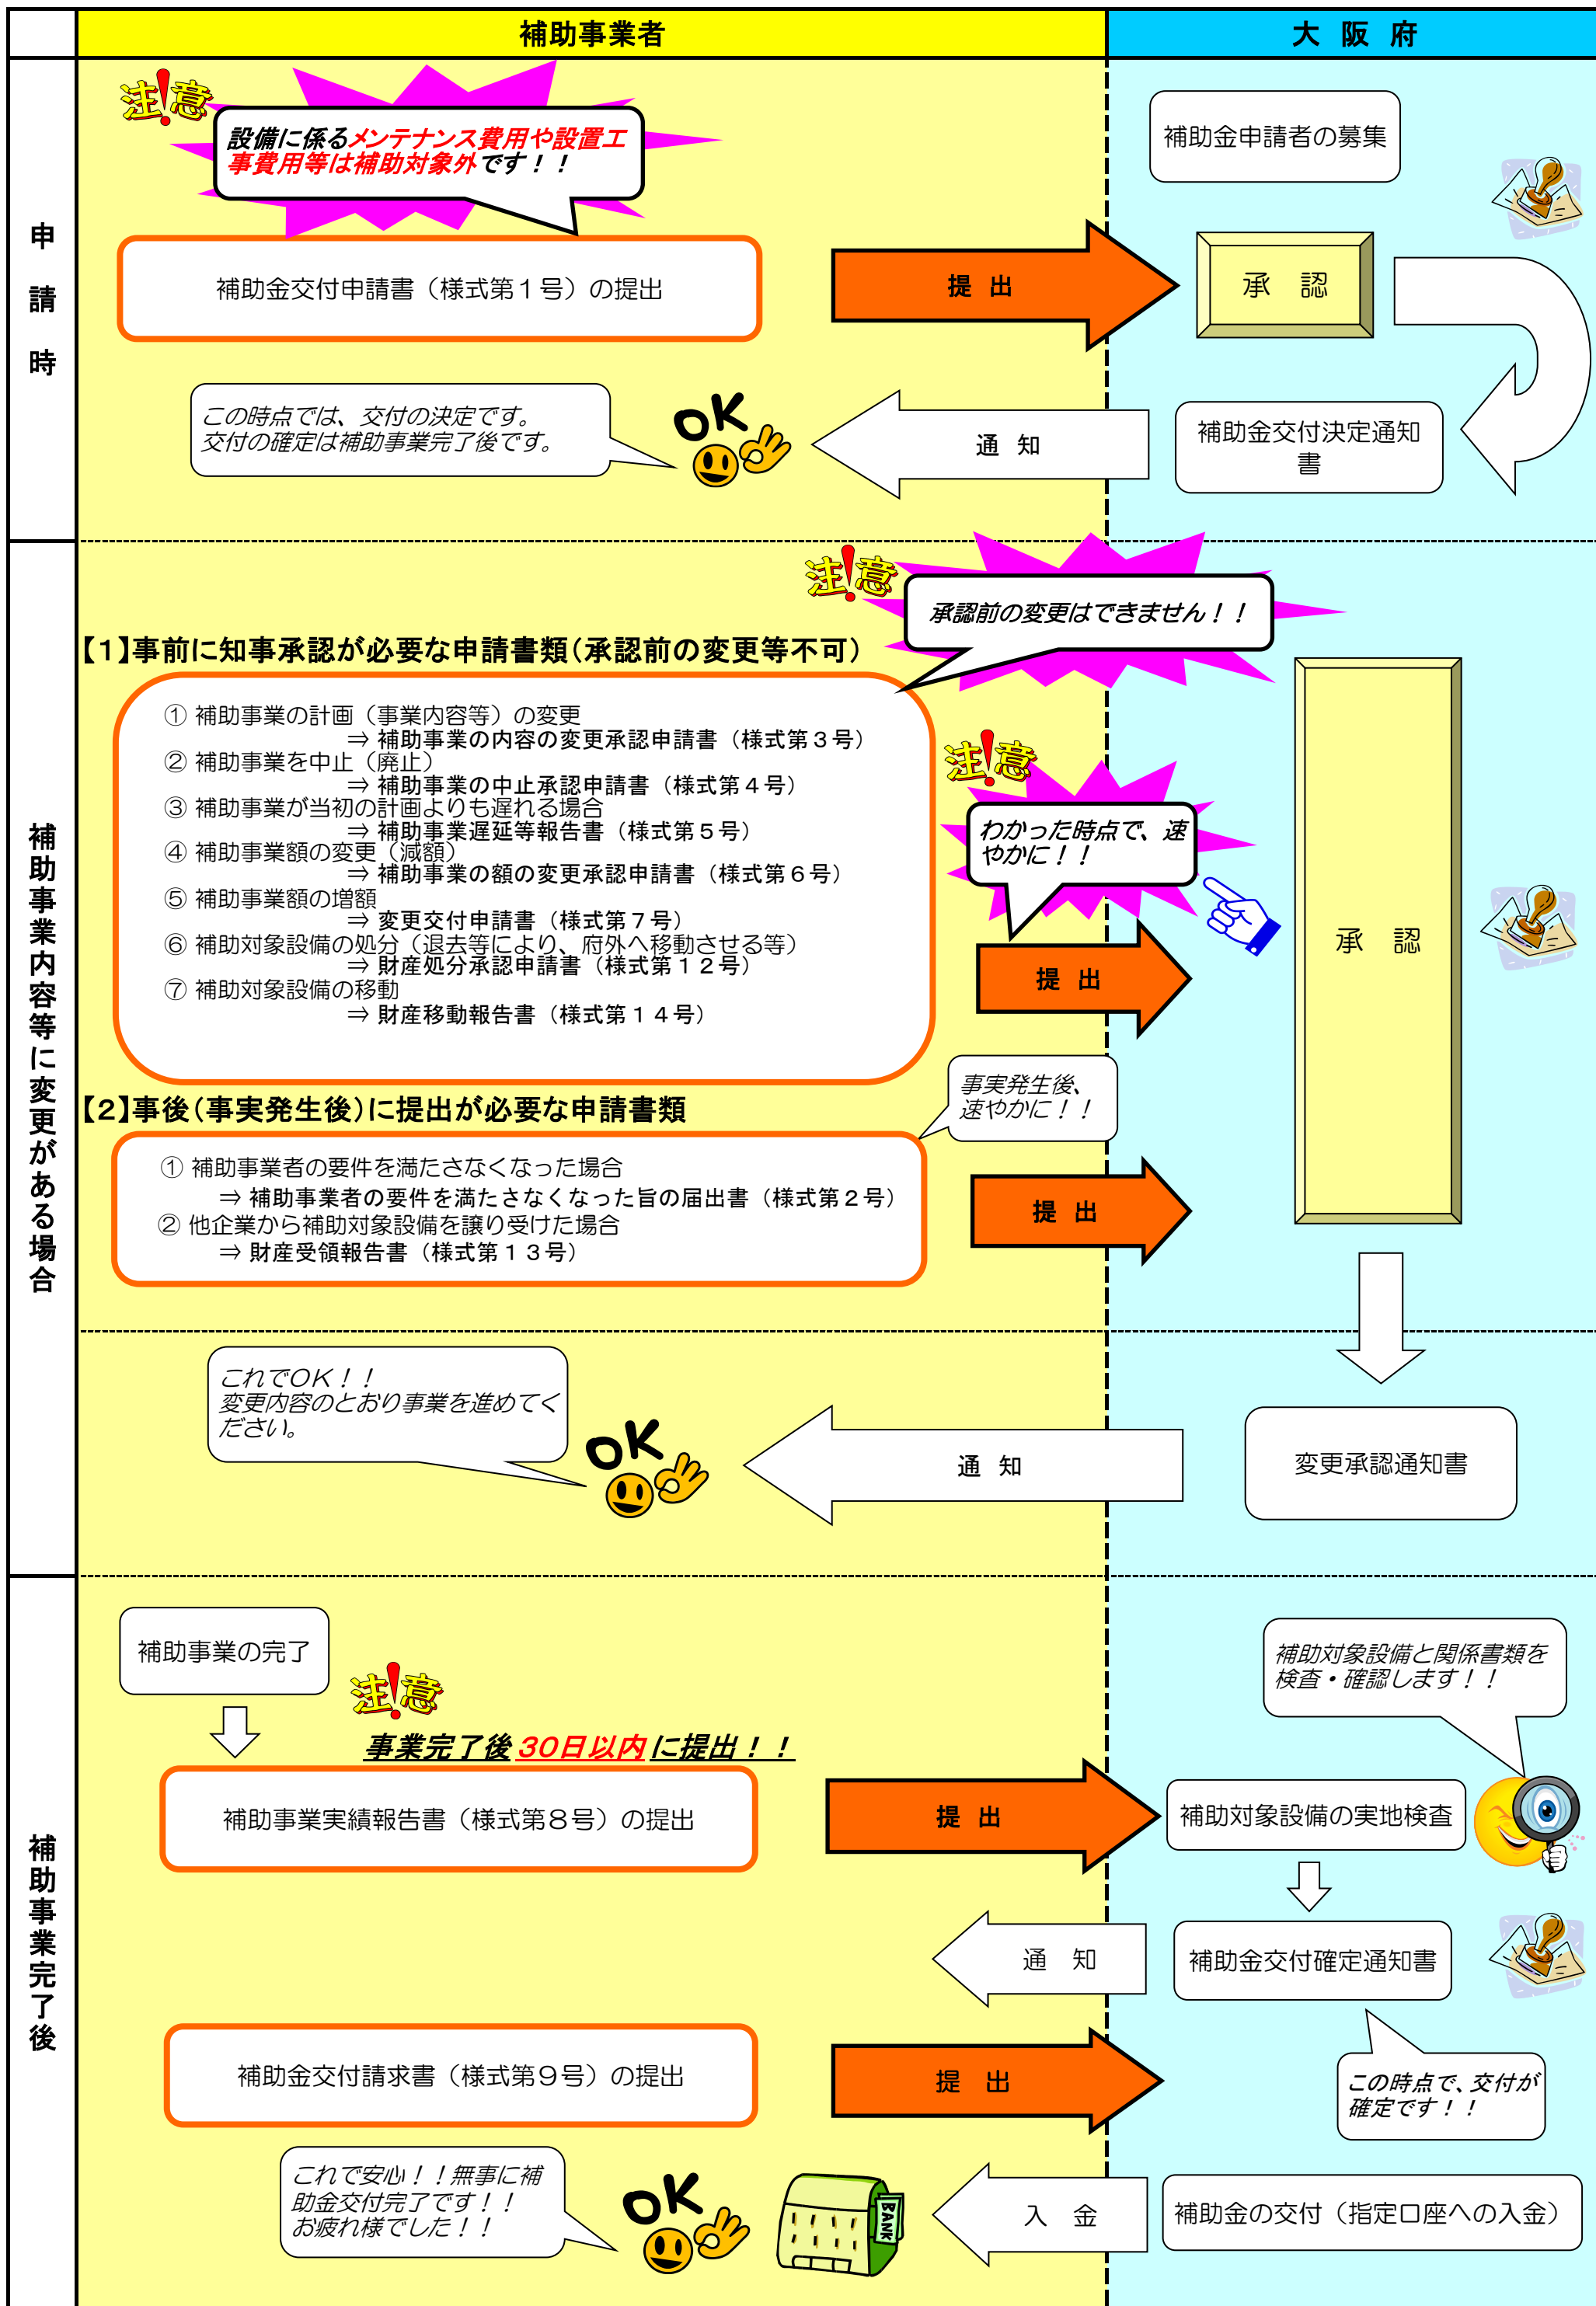 補助事業者
大 阪 府
申請時
注！意
設備に係るメンテナンス費用や設置工
事費用等は補助対象外です！！
補助金申請者の募集
補助金交付申請書（様式第１号）の提出
提 出
承 認
この時点では、交付の決定です。
交付の確定は補助事業完了後です。
OK
通 知
補助金交付決定通知
書
補助事業内容等に変更がある場合
注！意
承認前の変更はできません！！
【１】事前に知事承認が必要な申請書類（承認前の変更等不可）
① 補助事業の計画（事業内容等）の変更
⇒ 補助事業の内容の変更承認申請書（様式第３号）
② 補助事業を中止（廃止）
⇒ 補助事業の中止承認申請書（様式第４号）
③ 補助事業が当初の計画よりも遅れる場合
⇒ 補助事業遅延等報告書（様式第５号）
④ 補助事業額の変更（減額）
⇒ 補助事業の額の変更承認申請書（様式第６号）
⑤ 補助事業額の増額
⇒ 変更交付申請書（様式第７号）
⑥ 補助対象設備の処分（退去等により、府外へ移動させる等）
⇒ 財産処分承認申請書（様式第１２号）
⑦ 補助対象設備の移動
⇒ 財産移動報告書（様式第１４号）
注！意
わかった時点で、速
やかに！！
提 出
承 認
事実発生後、
速やかに！！
【２】事後（事実発生後）に提出が必要な申請書類
① 補助事業者の要件を満たさなくなった場合
⇒ 補助事業者の要件を満たさなくなった旨の届出書（様式第２号）
② 他企業から補助対象設備を譲り受けた場合
⇒ 財産受領報告書（様式第１３号）
提 出
これでOK！！
変更内容のとおり事業を進めてく
ださい。
OK
通 知
変更承認通知書
補助事業完了後
補助事業の完了
注！意
事業完了後30日以内に提出！！
補助対象設備と関係書類を
検査・確認します！！
補助事業実績報告書（様式第８号）の提出
提 出
補助対象設備の実地検査
通 知
補助金交付確定通知書
補助金交付請求書（様式第９号）の提出
提 出
この時点で、交付が
確定です！！
これで安心！！無事に補
助金交付完了です！！
お疲れ様でした！！
OK
BANK
入 金
補助金の交付（指定口座への入金）